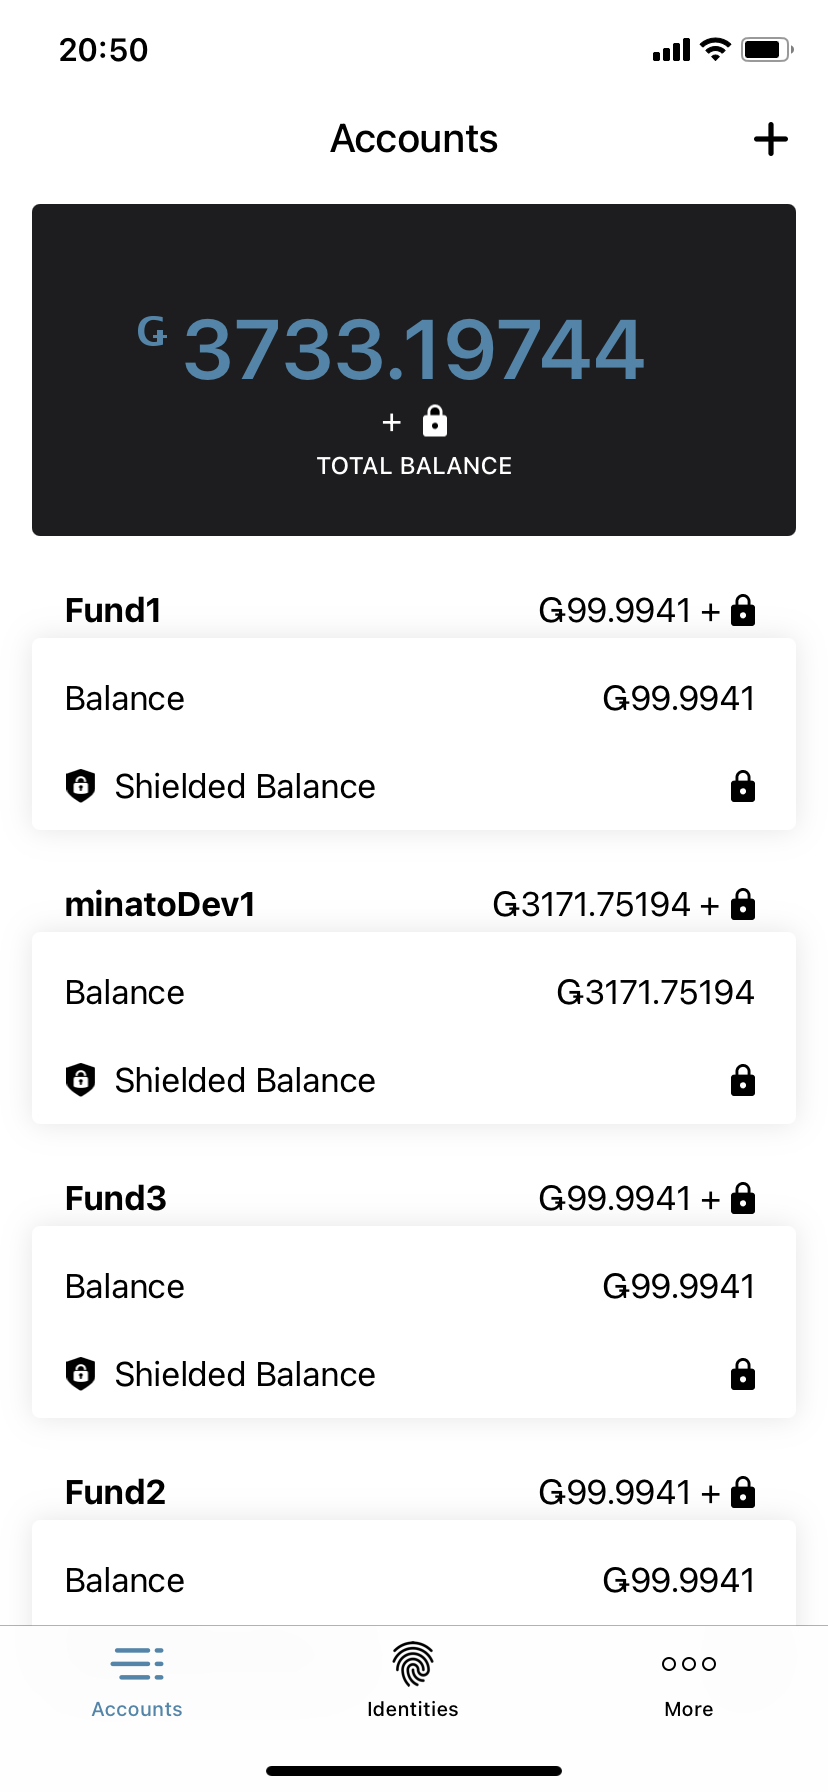 20:50
Accounts
Ǥ 3733.19744
+
TOTAL BALANCE
Fund1 Ǥ99.9941 +
Balance Ǥ99.9941
Shielded Balance
minatoDev1 Ǥ3171.75194 +
Balance Ǥ3171.75194
Shielded Balance
Fund3 Ǥ99.9941 +
Balance Ǥ99.9941
Shielded Balance
Fund2 Ǥ99.9941 +
Balance Ǥ99.9941
Accounts Identities More